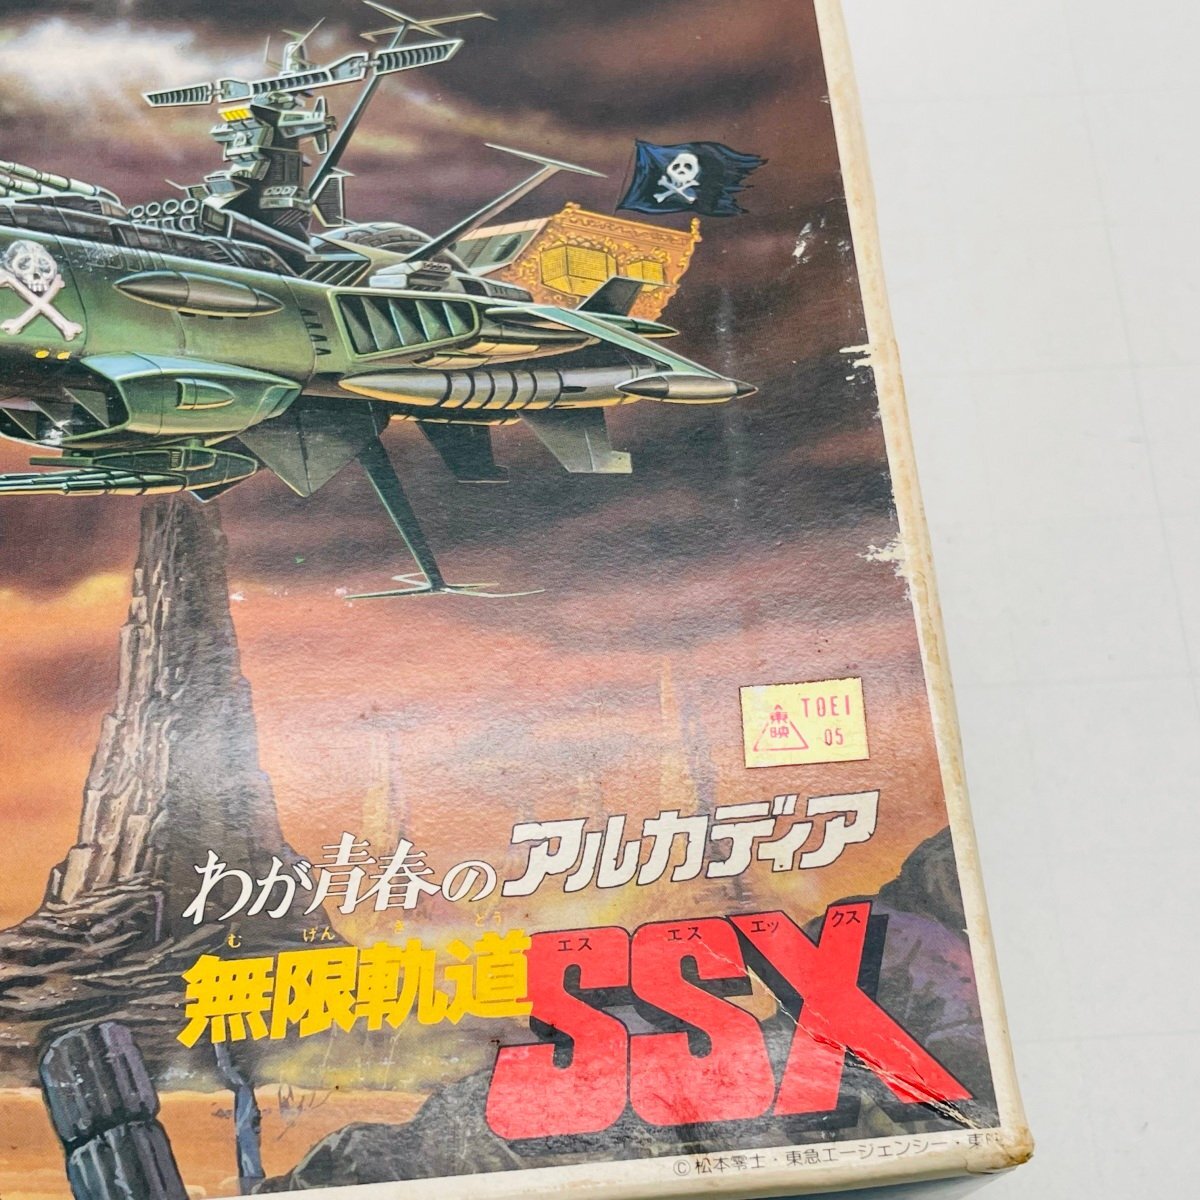 TOEI
東映
05
わが青春のアルカディア
むげんきどう
エスエスエックス
無限軌道SSX
©松本零士・東急エージェンシー・東